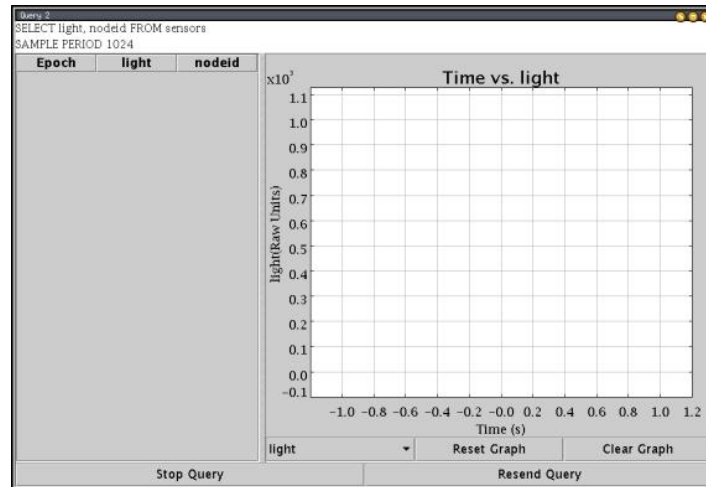 Query 2
SELECT light, nodeid FROM sensors
SAMPLE PERIOD 1024
Epoch light nodeid
Time vs. light
x10³
1.1
1.0
0.9
0.8
0.7
0.6
0.5
0.4
0.3
0.2
0.1
0.0
-0.1
light(Raw Units)
-1.0 -0.8 -0.6 -0.4 -0.2 -0.0 0.2 0.4 0.6 0.8 1.0 1.2
Time (s)
light Reset Graph Clear Graph
Stop Query Resend Query